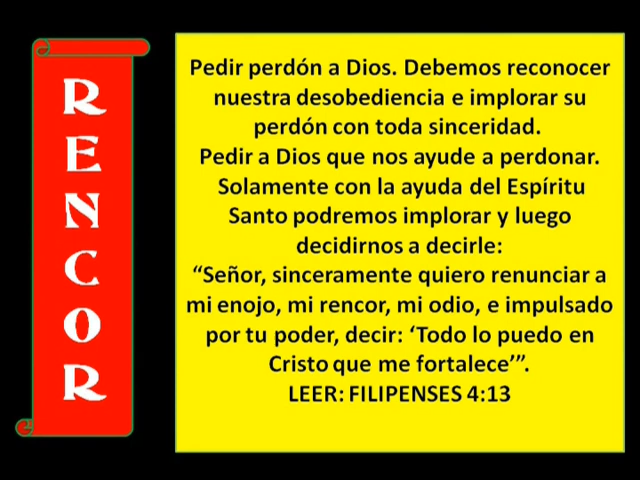 RENCOR
Pedir perdón a Dios. Debemos reconocer
nuestra desobediencia e implorar su
perdón con toda sinceridad.
Pedir a Dios que nos ayude a perdonar.
Solamente con la ayuda del Espíritu
Santo podremos implorar y luego
decidirnos a decirle:
“Señor, sinceramente quiero renunciar a
mi enojo, mi rencor, mi odio, e impulsado
por tu poder, decir: ‘Todo lo puedo en
Cristo que me fortalece’”.
LEER: FILIPENSES 4:13